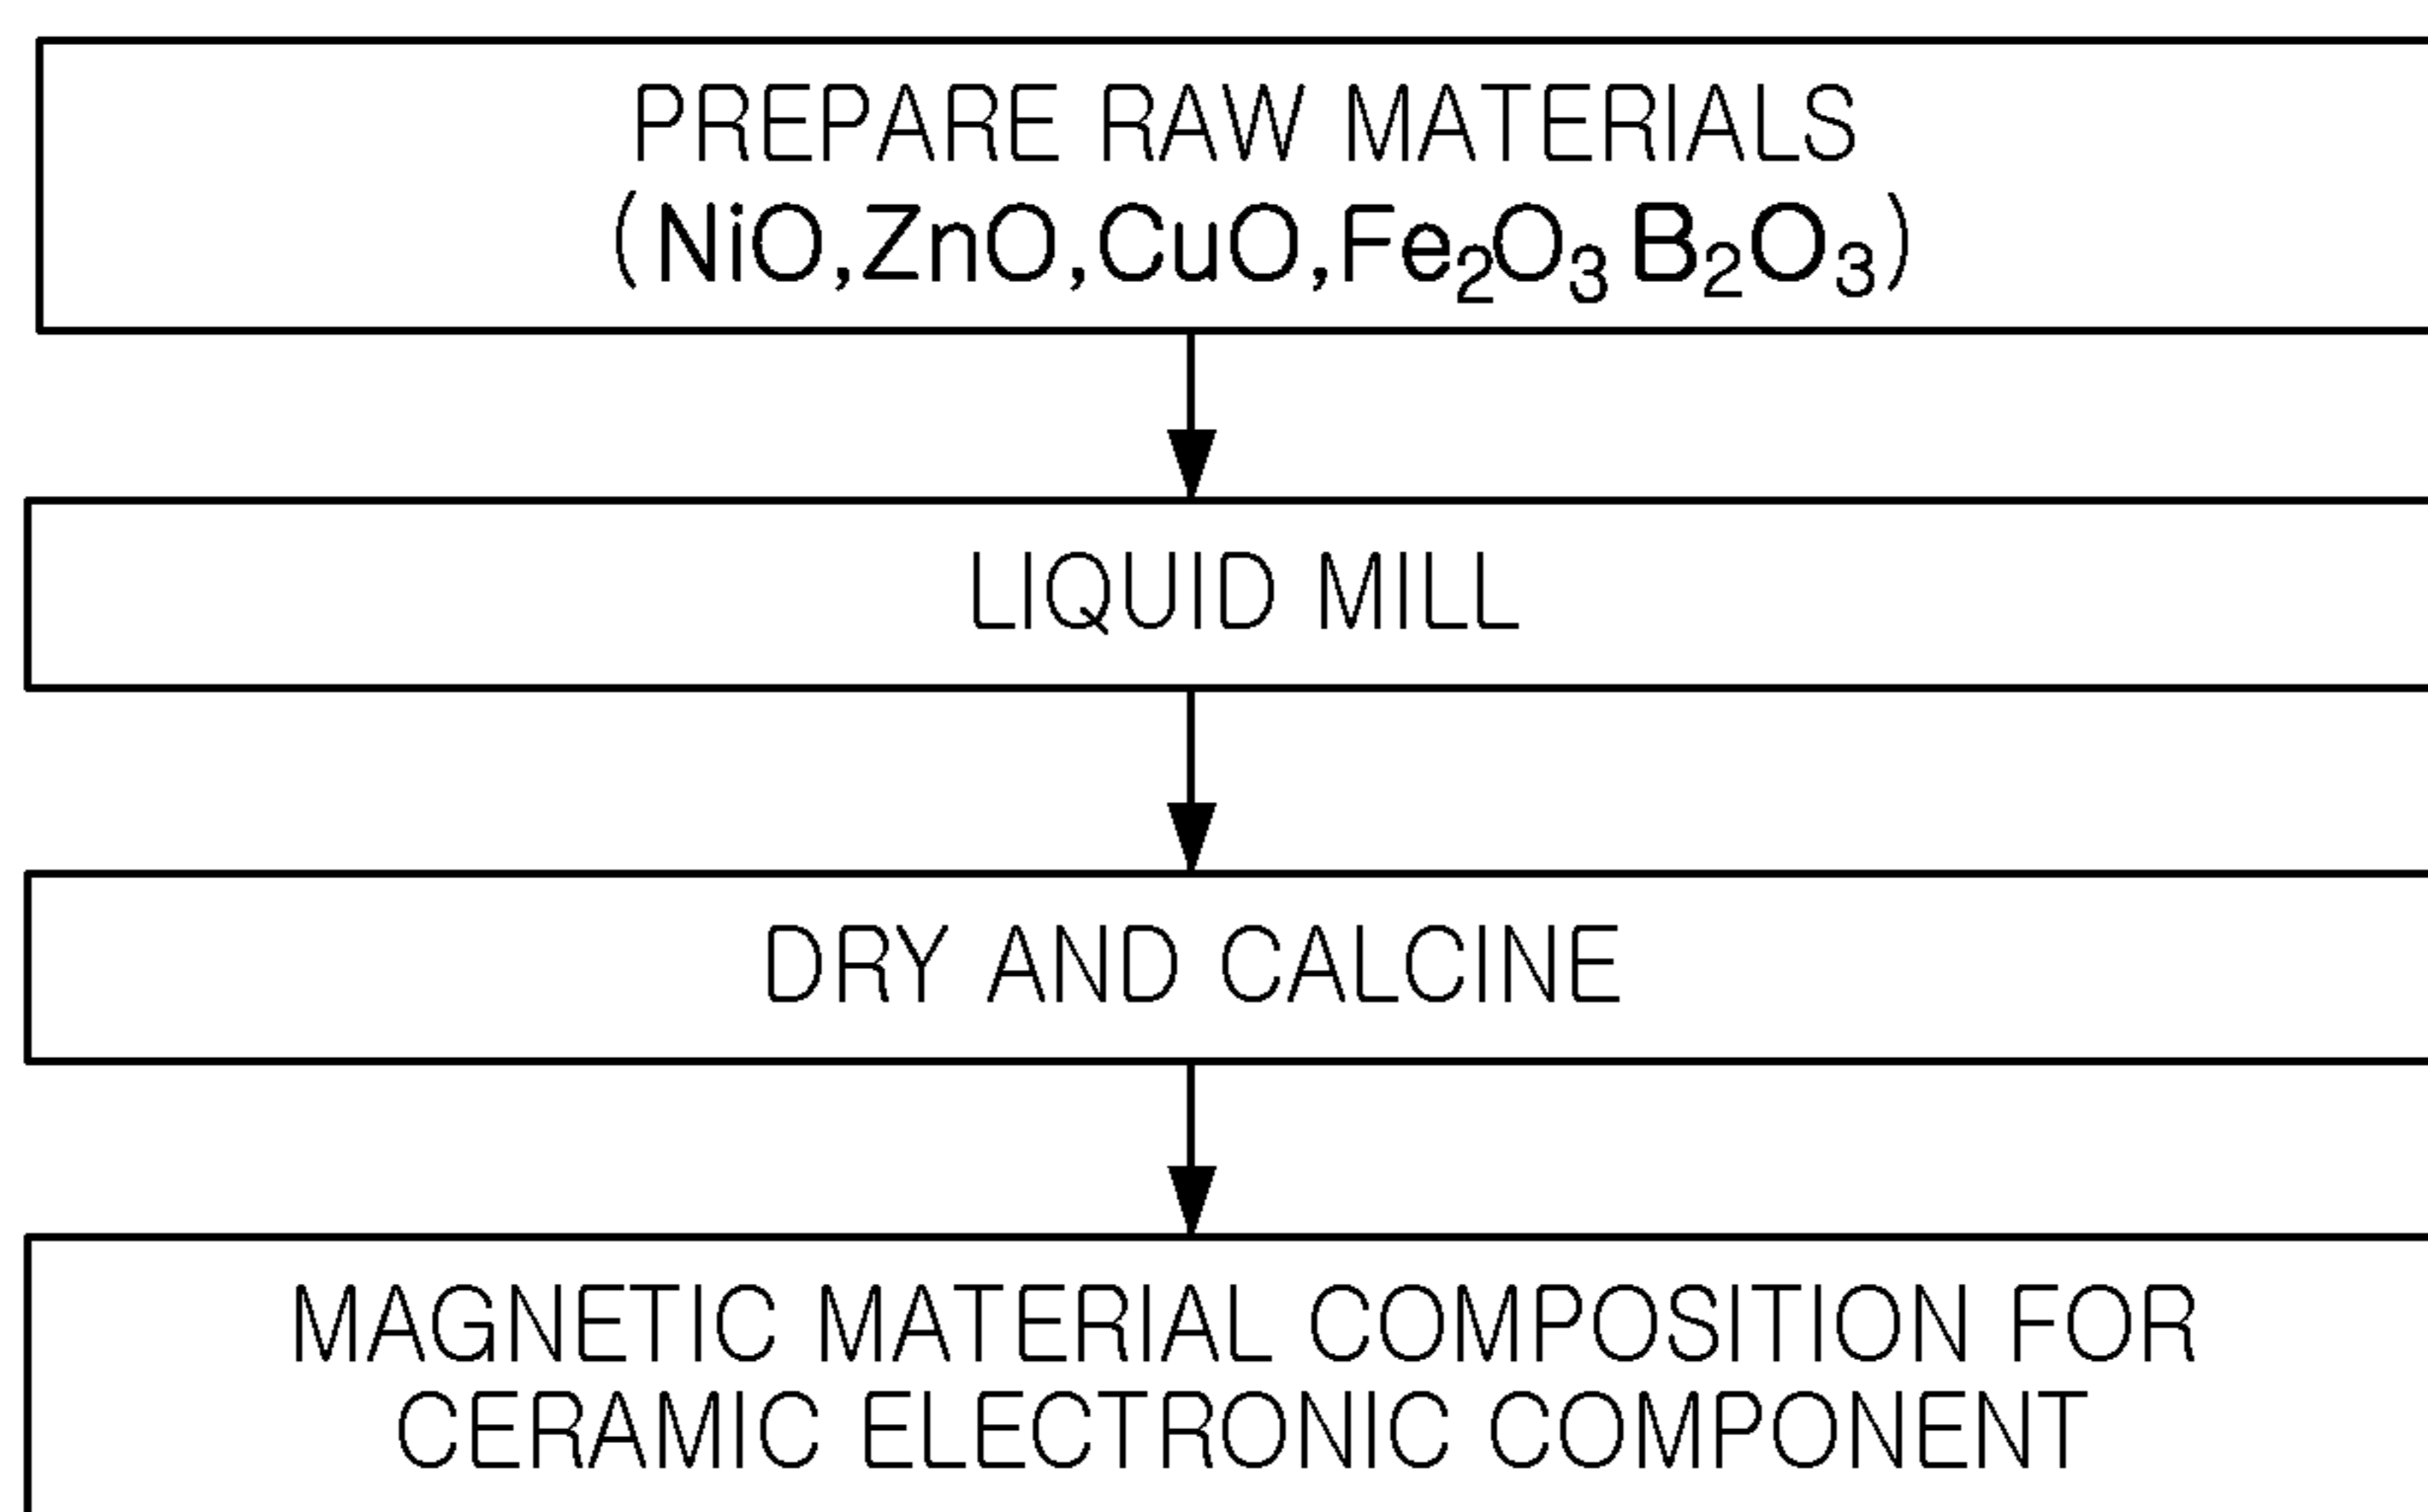 PREPARE RAW MATERIALS
(NiO,ZnO,CuO,Fe₂O₃ B₂O₃)
LIQUID MILL
DRY AND CALCINE
MAGNETIC MATERIAL COMPOSITION FOR
CERAMIC ELECTRONIC COMPONENT